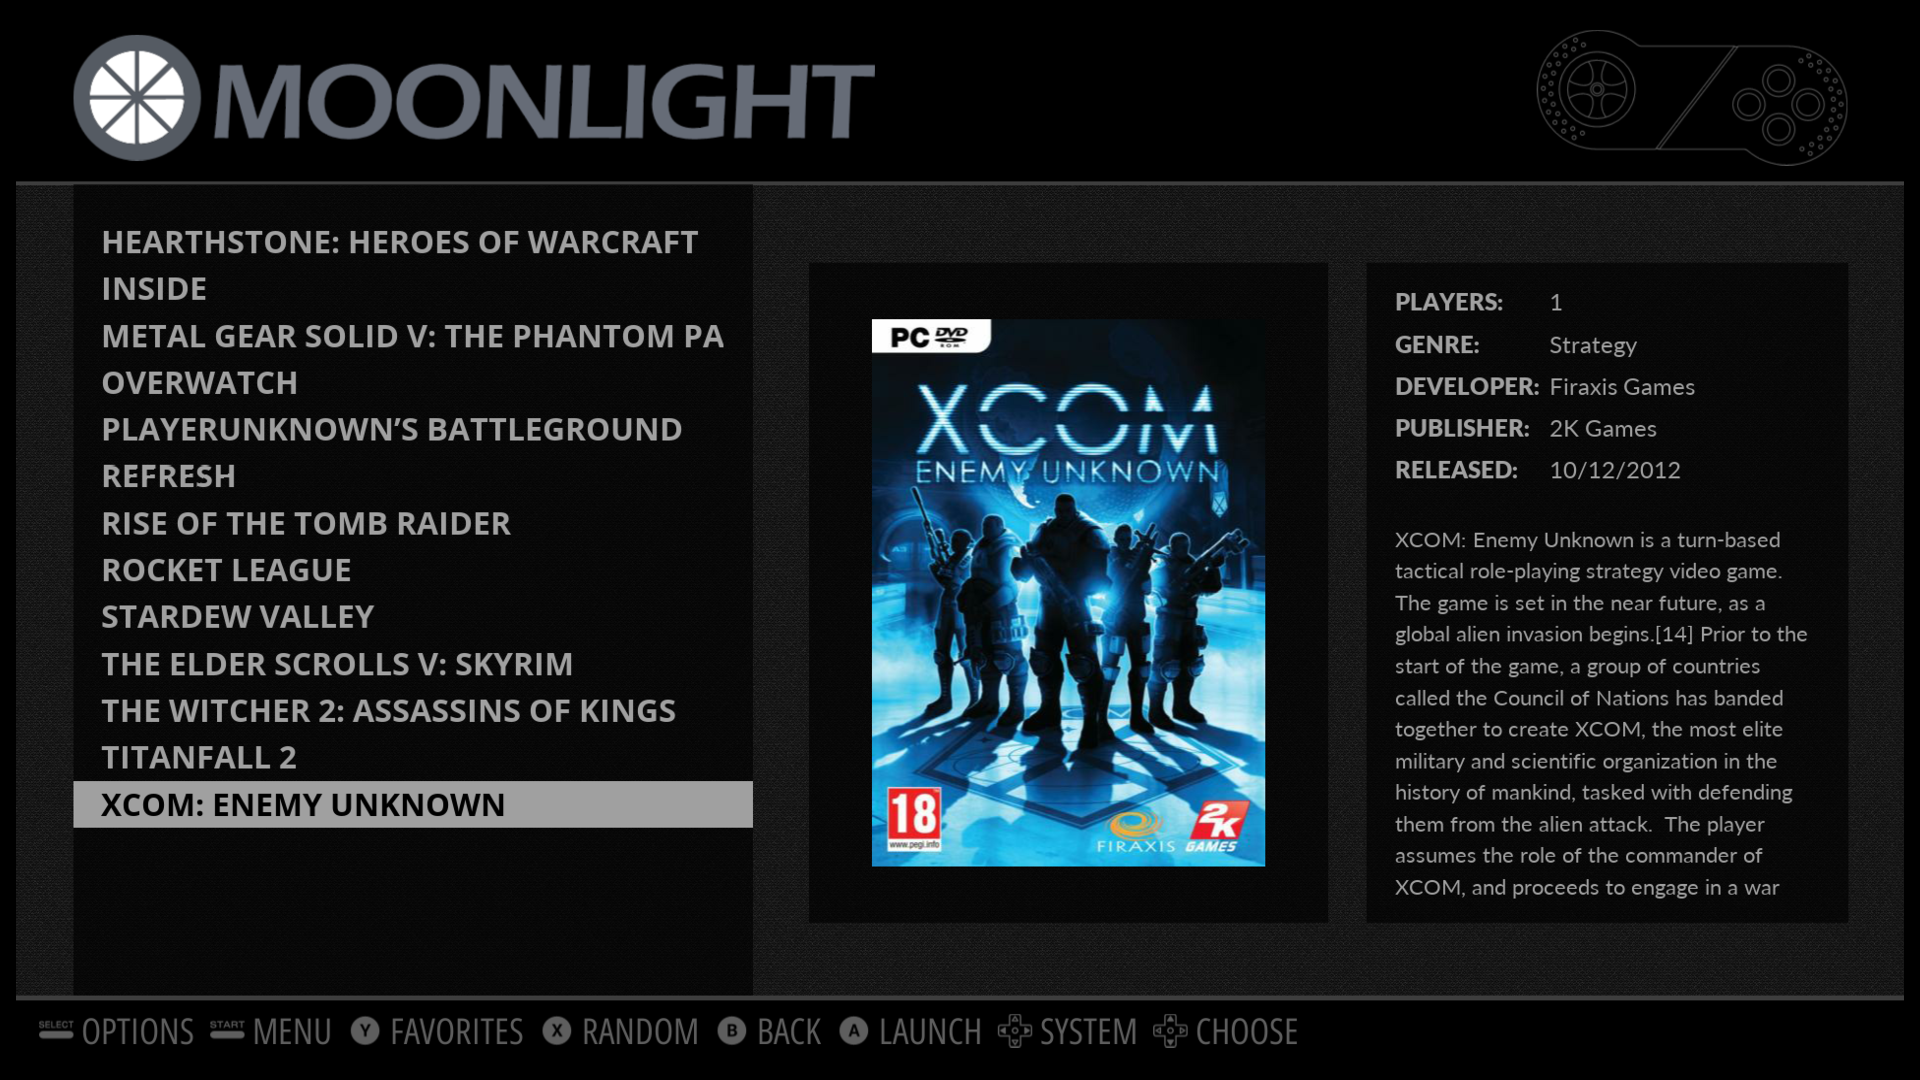 MOONLIGHT
HEARTHSTONE: HEROES OF WARCRAFT
INSIDE
METAL GEAR SOLID V: THE PHANTOM PA
OVERWATCH
PLAYERUNKNOWN’S BATTLEGROUND
REFRESH
RISE OF THE TOMB RAIDER
ROCKET LEAGUE
STARDEW VALLEY
THE ELDER SCROLLS V: SKYRIM
THE WITCHER 2: ASSASSINS OF KINGS
TITANFALL 2
XCOM: ENEMY UNKNOWN
PC DVD ROM
XCOM
ENEMY UNKNOWN
18
www.pegi.info
FIRAXIS
2K GAMES
PLAYERS: 1
GENRE: Strategy
DEVELOPER: Firaxis Games
PUBLISHER: 2K Games
RELEASED: 10/12/2012
XCOM: Enemy Unknown is a turn-based
tactical role-playing strategy video game.
The game is set in the near future, as a
global alien invasion begins.[14] Prior to the
start of the game, a group of countries
called the Council of Nations has banded
together to create XCOM, the most elite
military and scientific organization in the
history of mankind, tasked with defending
them from the alien attack.  The player
assumes the role of the commander of
XCOM, and proceeds to engage in a war
SELECT OPTIONS START MENU Y FAVORITES X RANDOM B BACK A LAUNCH SYSTEM CHOOSE